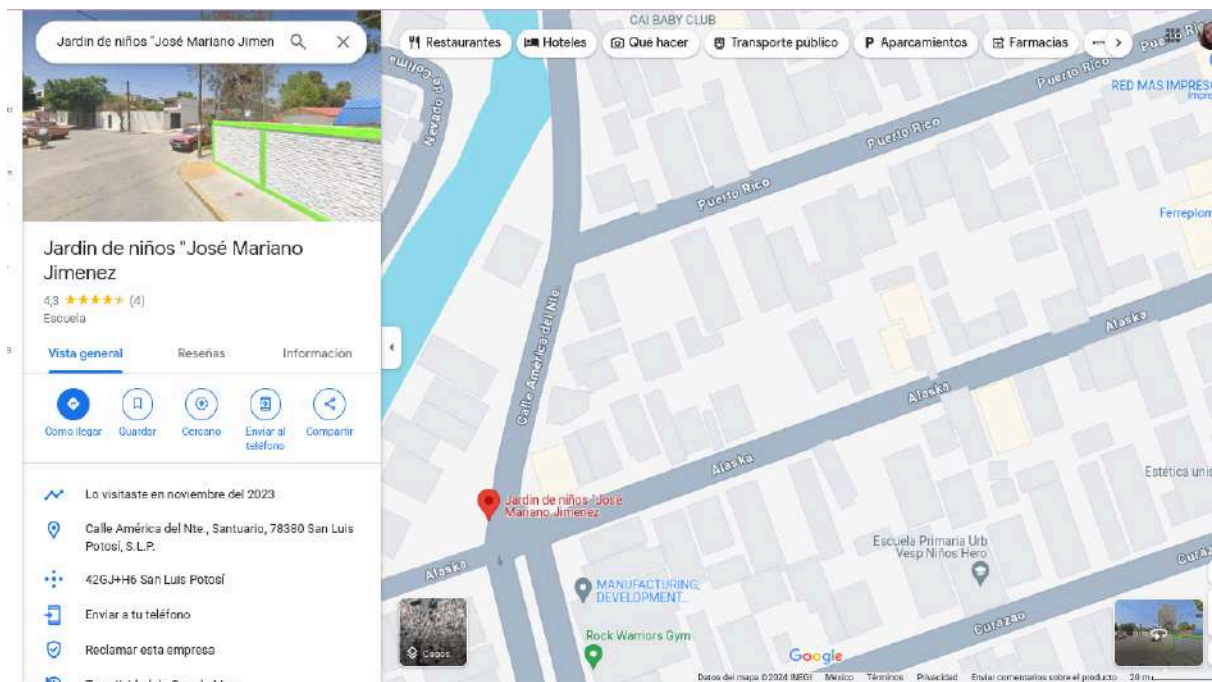 Jardin de niños "José Mariano Jimen
Jardin de niños "José Mariano
Jimenez
4,3
(4)
Escuela
Vista general
Reseñas
Información
Cómo llegar
Guardar
Cercano
Enviar al
teléfono
Compartir
Lo visitaste en noviembre del 2023
Calle América del Nte., Santuario, 78380 San Luis
Potosí, S.L.P.
42GJ+H6 San Luis Potosí
Enviar a tu teléfono
Reclamar esta empresa
CAI BABY CLUB
Restaurantes
Hoteles
Qué hacer
Transporte público
P Aparcamientos
Farmacias
Nevado de
Colima
Puerto Rico
RED MAS IMPRES
Puerto Rico
Puerto Rico
Ferreplom
Calle América del Nte.
Alaska
Alaska
Alaska
Estética unic
Jardin de niños "José
Mariano Jimenez
Escuela Primaria Urb
Vesp Niños Hero
Alaska
MANUFACTURING,
DEVELOPMENT...
Rock Warriors Gym
Curazao
Capas
Google
Datos del mapa ©2024 INEGI
México
Términos
Privacidad
Enviar comentarios sobre el producto
20 m